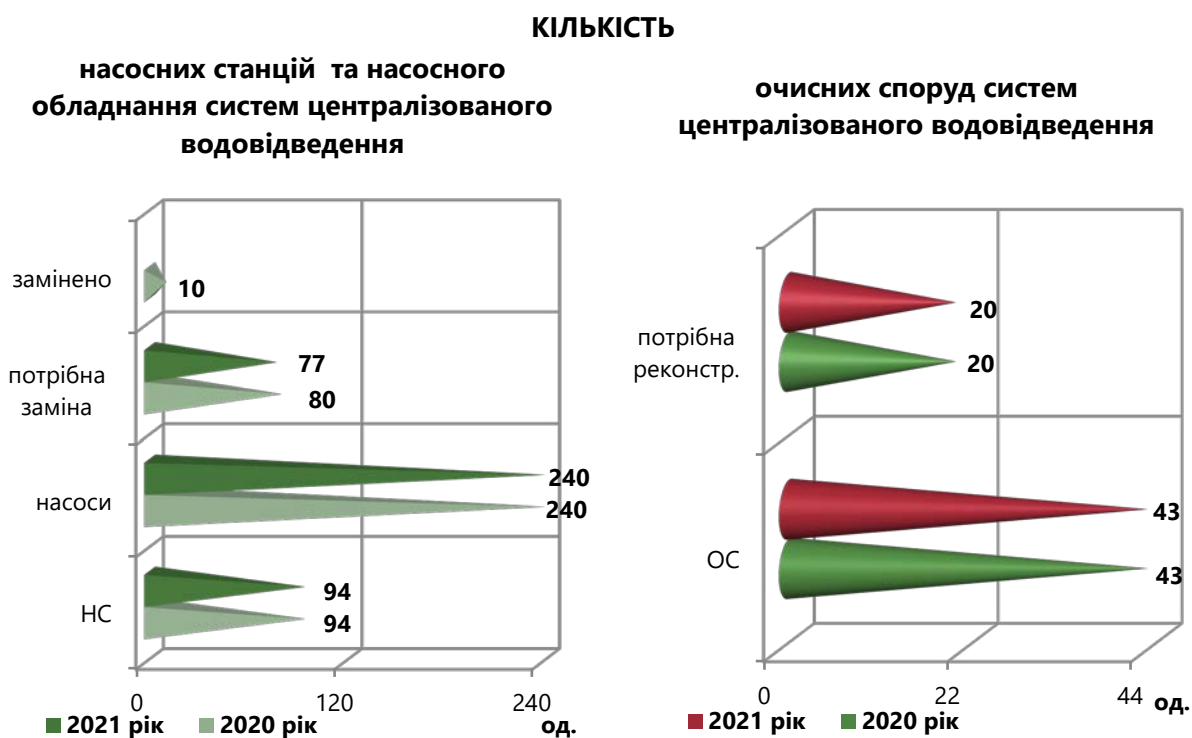 КІЛЬКІСТЬ
насосних станцій та насосного
обладнання систем централізованого
водовідведення
замінено
10
потрібна
заміна
77
80
насоси
240
240
НС
94
94
0
120
240
од.
2021 рік
2020 рік
очисних споруд систем
централізованого водовідведення
потрібна
реконстр.
20
20
ОС
43
43
0
22
44
од.
2021 рік
2020 рік